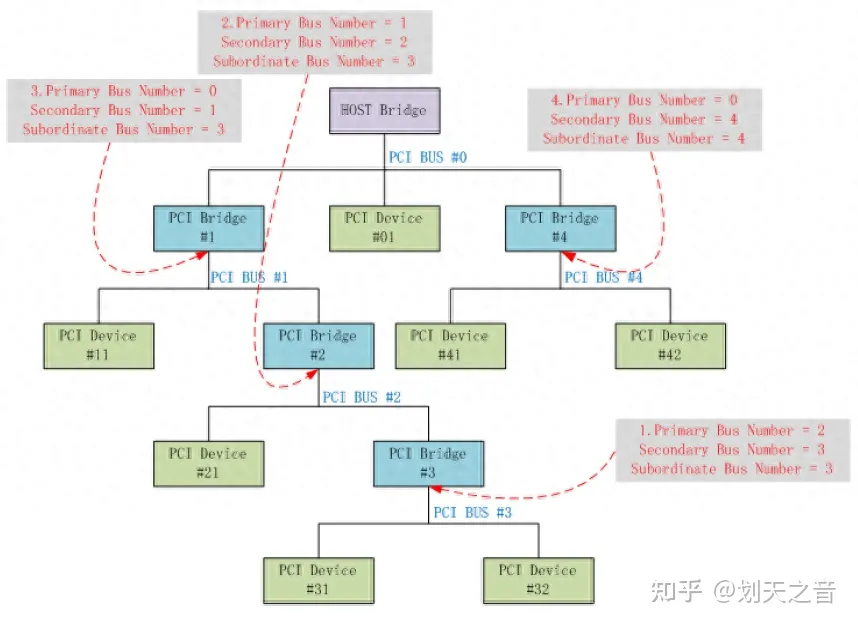 2.Primary Bus Number = 1
Secondary Bus Number = 2
Subordinate Bus Number = 3
3.Primary Bus Number = 0
Secondary Bus Number = 1
Subordinate Bus Number = 3
HOST Bridge
4.Primary Bus Number = 0
Secondary Bus Number = 4
Subordinate Bus Number = 4
PCI BUS #0
PCI Bridge
#1
PCI Device
#01
PCI Bridge
#4
PCI BUS #1
PCI BUS #4
PCI Device
#11
PCI Bridge
#2
PCI Device
#41
PCI Device
#42
PCI BUS #2
PCI Device
#21
PCI Bridge
#3
1.Primary Bus Number = 2
Secondary Bus Number = 3
Subordinate Bus Number = 3
PCI BUS #3
PCI Device
#31
PCI Device
#32
知乎 @划天之音